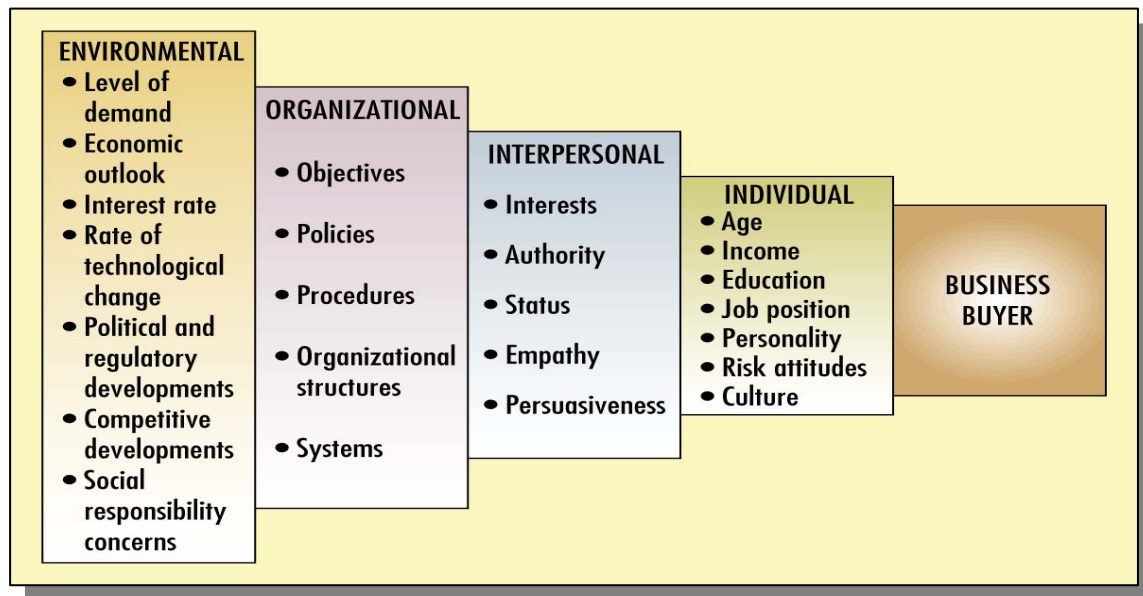 ENVIRONMENTAL
• Level of
demand
• Economic
outlook
• Interest rate
• Rate of
technological
change
• Political and
regulatory
developments
• Competitive
developments
• Social
responsibility
concerns
ORGANIZATIONAL
• Objectives
• Policies
• Procedures
• Organizational
structures
• Systems
INTERPERSONAL
• Interests
• Authority
• Status
• Empathy
• Persuasiveness
INDIVIDUAL
• Age
• Income
• Education
• Job position
• Personality
• Risk attitudes
• Culture
BUSINESS
BUYER